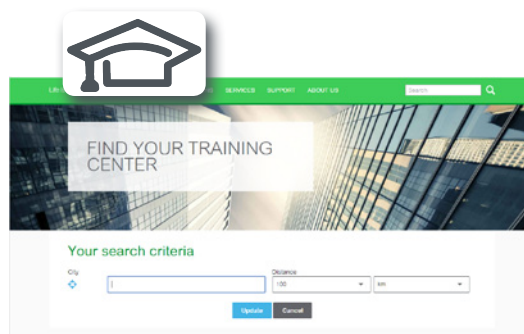 SERVICES SUPPORT ABOUT US Search
FIND YOUR TRAINING
CENTER
Your search criteria
City Distance
100 km
Update Cancel